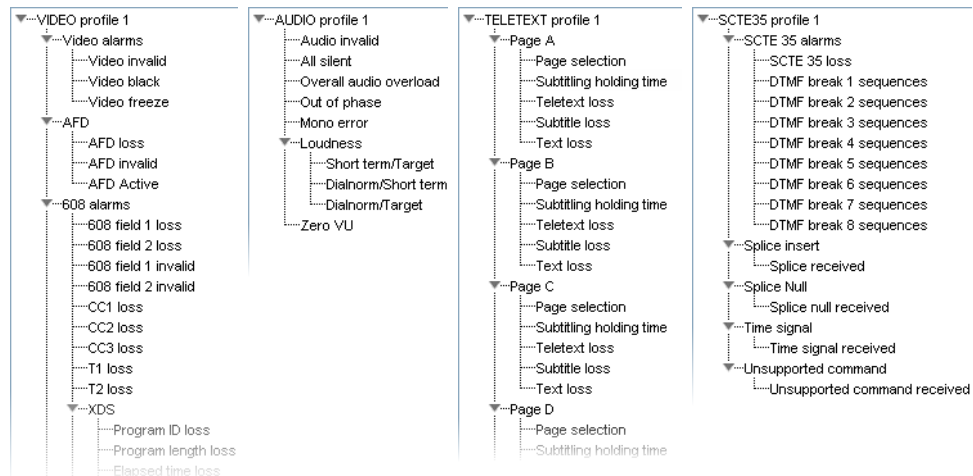 VIDEO profile 1
Video alarms
Video invalid
Video black
Video freeze
AFD
AFD loss
AFD invalid
AFD Active
608 alarms
608 field 1 loss
608 field 2 loss
608 field 1 invalid
608 field 2 invalid
CC1 loss
CC2 loss
CC3 loss
T1 loss
T2 loss
XDS
Program ID loss
Program length loss
Elapsed time loss
AUDIO profile 1
Audio invalid
All silent
Overall audio overload
Out of phase
Mono error
Loudness
Short term/Target
Dialnorm/Short term
Dialnorm/Target
Zero VU
TELETEXT profile 1
Page A
Page selection
Subtitling holding time
Teletext loss
Subtitle loss
Text loss
Page B
Page selection
Subtitling holding time
Teletext loss
Subtitle loss
Text loss
Page C
Page selection
Subtitling holding time
Teletext loss
Subtitle loss
Text loss
Page D
Page selection
Subtitling holding time
SCTE35 profile 1
SCTE 35 alarms
SCTE 35 loss
DTMF break 1 sequences
DTMF break 2 sequences
DTMF break 3 sequences
DTMF break 4 sequences
DTMF break 5 sequences
DTMF break 6 sequences
DTMF break 7 sequences
DTMF break 8 sequences
Splice insert
Splice received
Splice Null
Splice null received
Time signal
Time signal received
Unsupported command
Unsupported command received